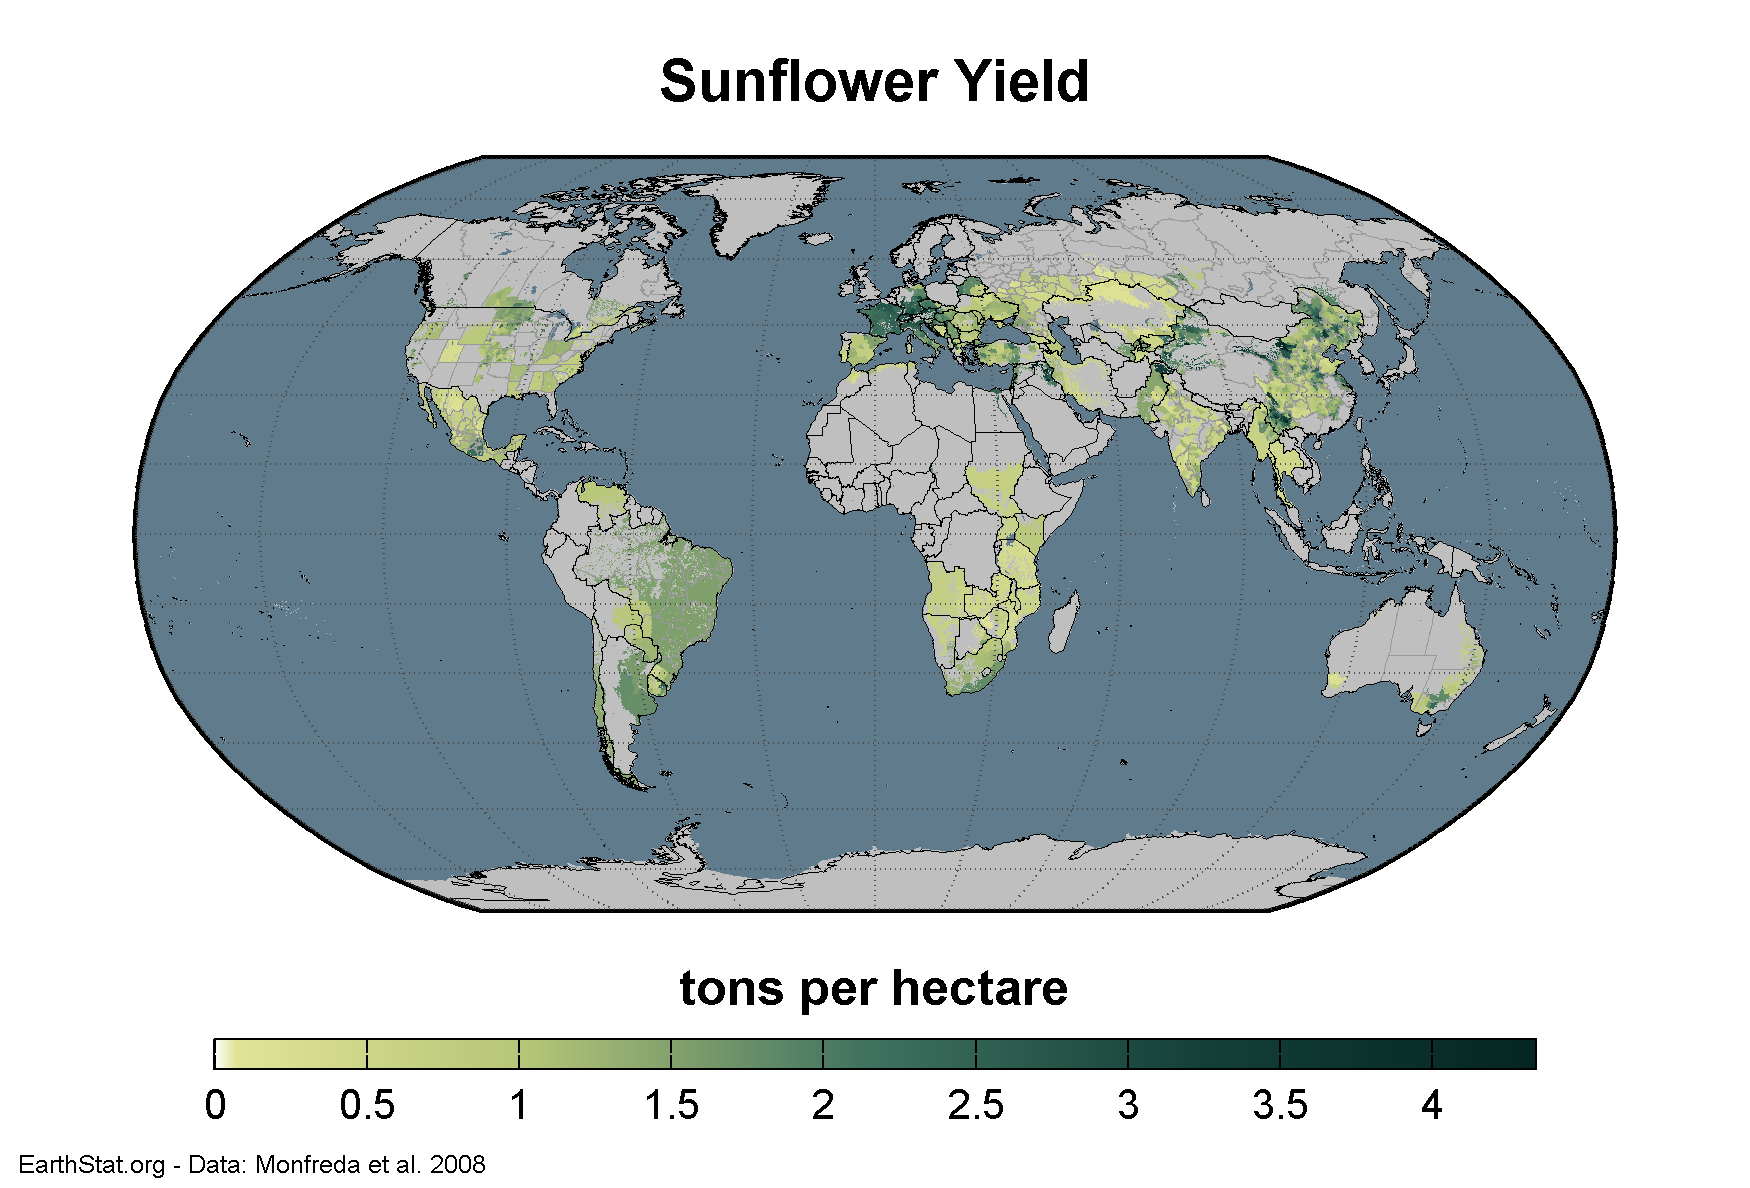 Sunflower Yield
tons per hectare
0 0.5 1 1.5 2 2.5 3 3.5 4
EarthStat.org - Data: Monfreda et al. 2008